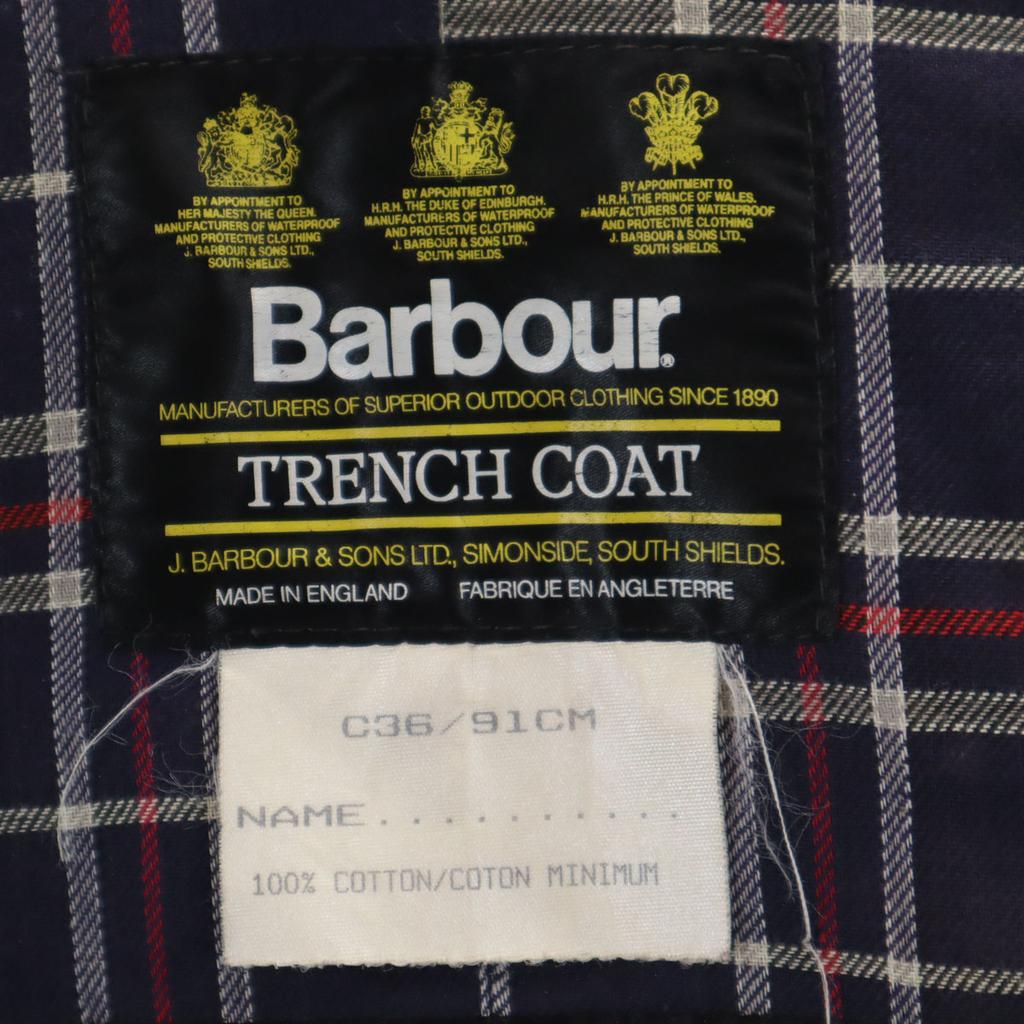 BY APPOINTMENT TO
HER MAJESTY THE QUEEN.
MANUFACTURERS OF WATERPROOF
AND PROTECTIVE CLOTHING
J. BARBOUR & SONS LTD.,
SOUTH SHIELDS.
BY APPOINTMENT TO
H.R.H. THE DUKE OF EDINBURGH.
MANUFACTURERS OF WATERPROOF
AND PROTECTIVE CLOTHING
J. BARBOUR & SONS LTD.,
SOUTH SHIELDS.
BY APPOINTMENT TO
H.R.H. THE PRINCE OF WALES.
MANUFACTURERS OF WATERPROOF
AND PROTECTIVE CLOTHING
J. BARBOUR & SONS LTD.,
SOUTH SHIELDS.
Barbour®
MANUFACTURERS OF SUPERIOR OUTDOOR CLOTHING SINCE 1890
TRENCH COAT
J. BARBOUR & SONS LTD., SIMONSIDE, SOUTH SHIELDS.
MADE IN ENGLAND FABRIQUE EN ANGLETERRE
C36/91CM
NAME..........
100% COTTON/COTON MINIMUM